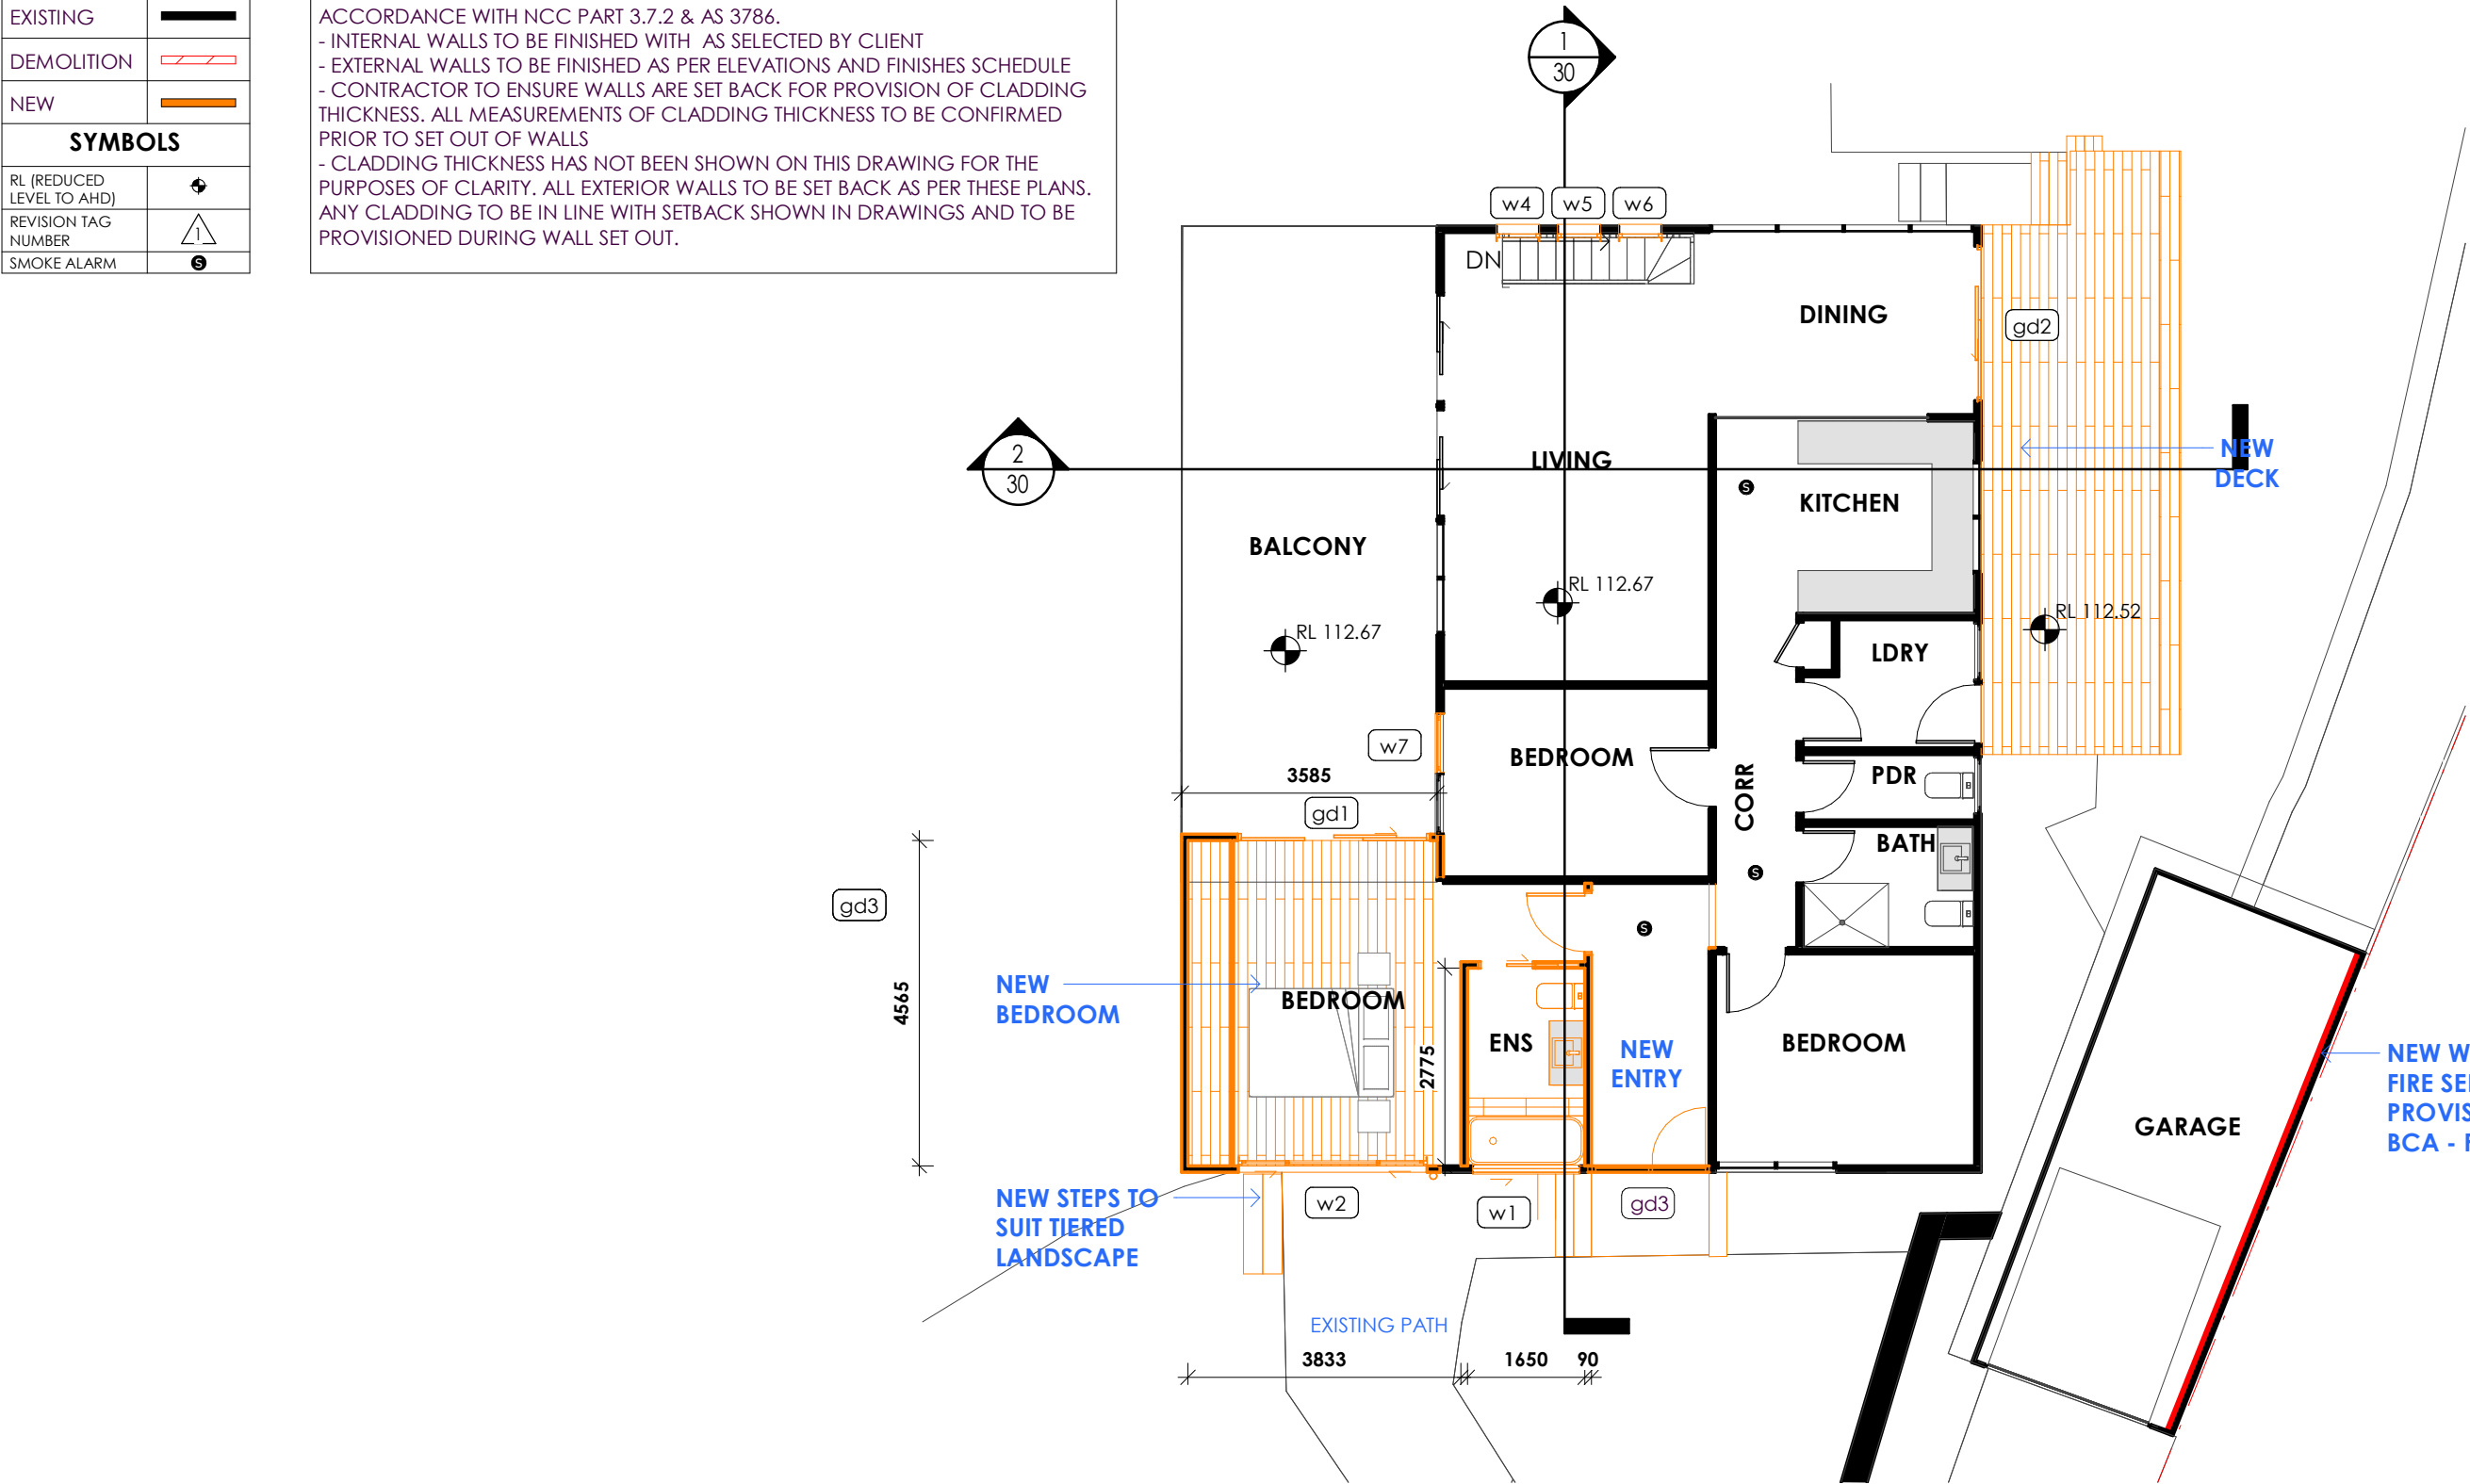 EXISTING
DEMOLITION
NEW
SYMBOLS
RL (REDUCED
LEVEL TO AHD)
REVISION TAG
NUMBER
1
SMOKE ALARM
S
ACCORDANCE WITH NCC PART 3.7.2 & AS 3786.
- INTERNAL WALLS TO BE FINISHED WITH AS SELECTED BY CLIENT
- EXTERNAL WALLS TO BE FINISHED AS PER ELEVATIONS AND FINISHES SCHEDULE
- CONTRACTOR TO ENSURE WALLS ARE SET BACK FOR PROVISION OF CLADDING
THICKNESS. ALL MEASUREMENTS OF CLADDING THICKNESS TO BE CONFIRMED
PRIOR TO SET OUT OF WALLS
- CLADDING THICKNESS HAS NOT BEEN SHOWN ON THIS DRAWING FOR THE
PURPOSES OF CLARITY. ALL EXTERIOR WALLS TO BE SET BACK AS PER THESE PLANS.
ANY CLADDING TO BE IN LINE WITH SETBACK SHOWN IN DRAWINGS AND TO BE
PROVISIONED DURING WALL SET OUT.
1
30
w4
w5
w6
DN
DINING
gd2
2
30
LIVING
NEW
DECK
S
KITCHEN
BALCONY
RL 112.67
RL 112.67
RL 112.52
LDRY
w7
BEDROOM
3585
PDR
CORR
gd1
BATH
S
gd3
S
4565
NEW
BEDROOM
BEDROOM
2775
ENS
NEW
ENTRY
BEDROOM
NEW W
FIRE SE
PROVIS
BCA - 
GARAGE
NEW STEPS TO
SUIT TIERED
LANDSCAPE
w2
w1
gd3
EXISTING PATH
3833
1650
90